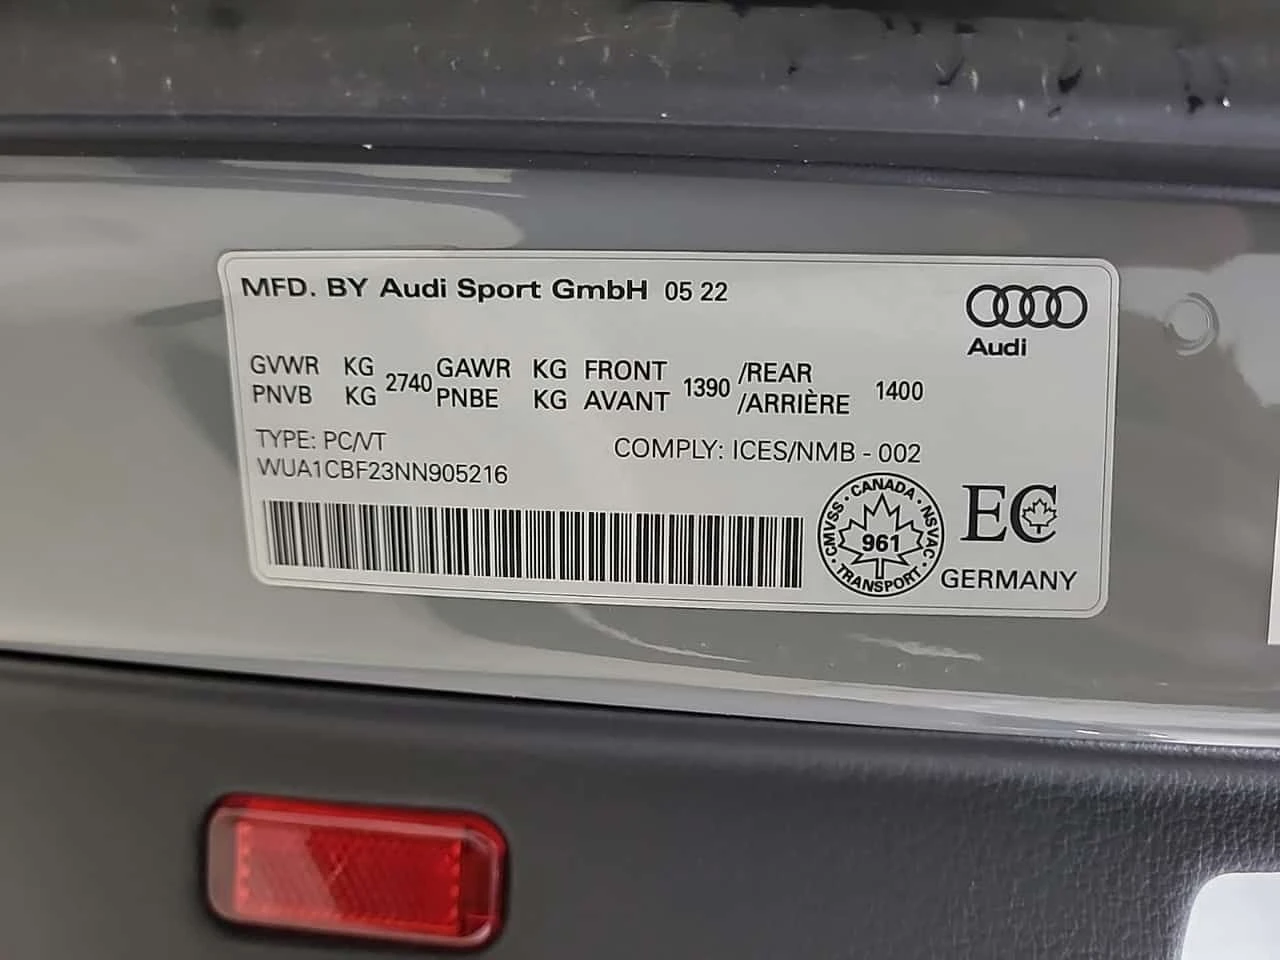 MFD. BY Audi Sport GmbH 05 22
Audi
GVWR KG 2740 GAWR KG FRONT 1390 /REAR 1400
PNVB KG PNBE KG AVANT /ARRIÈRE
TYPE: PC/VT
COMPLY: ICES/NMB - 002
WUA1CBF23NN905216
CMVSS · CANADA · NSVAC · TRANSPORT ·
961
EC
GERMANY